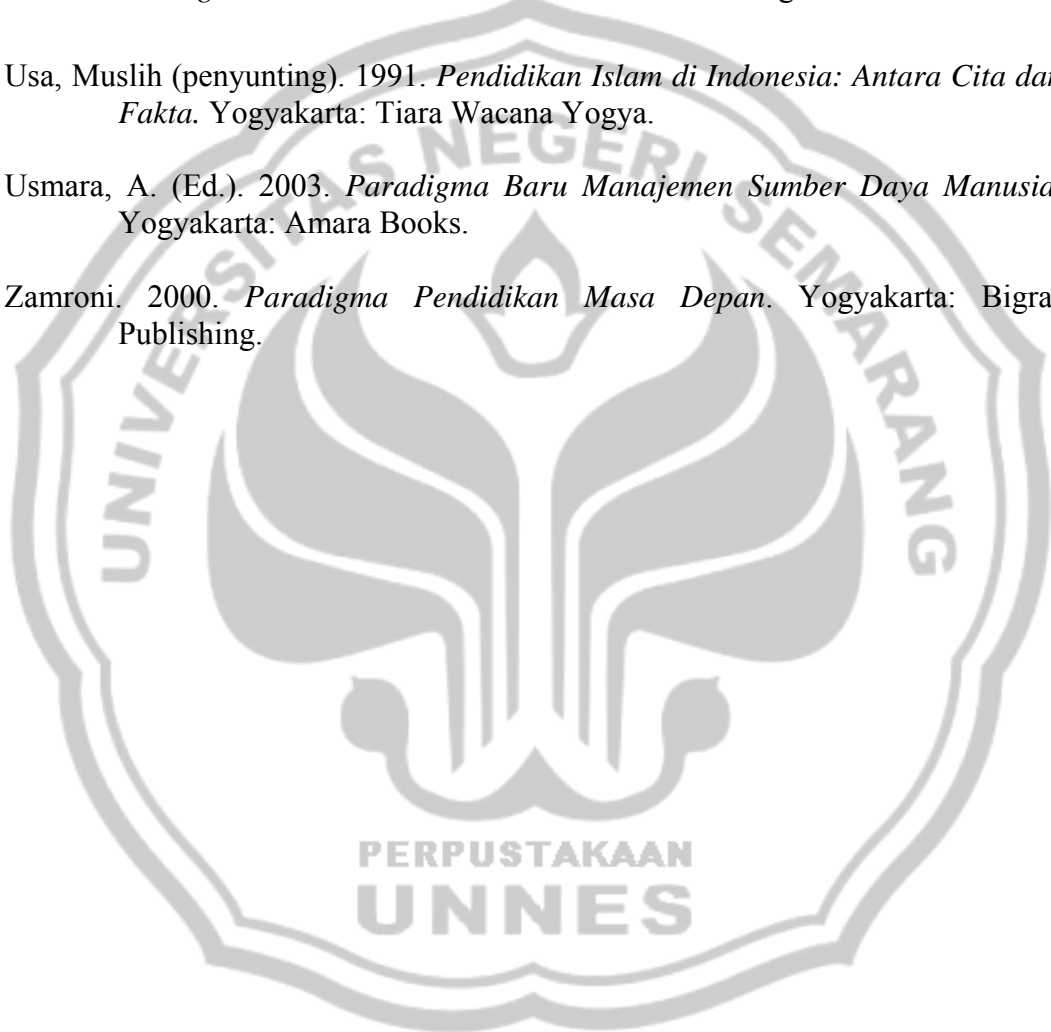 Usa, Muslih (penyunting). 1991. Pendidikan Islam di Indonesia: Antara Cita dan
Fakta. Yogyakarta: Tiara Wacana Yogya.
Usmara, A. (Ed.). 2003. Paradigma Baru Manajemen Sumber Daya Manusia
Yogyakarta: Amara Books.
Zamroni. 2000. Paradigma Pendidikan Masa Depan. Yogyakarta: Bigraf
Publishing.
UNIVERSITAS NEGERI SEMARANG
PERPUSTAKAAN
UNNES